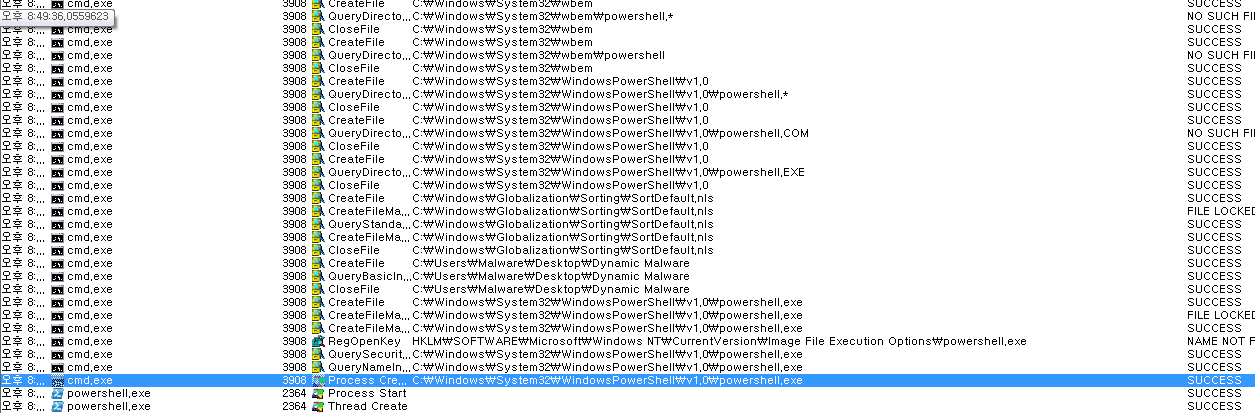 cmd,exe 3908 CreateFile C:₩Windows₩System32₩wbem SUCCESS
오후 8:49:36,0559623 cmd,exe 3908 QueryDirecto,,, C:₩Windows₩System32₩wbem₩powershell,* NO SUCH FI
cmd,exe 3908 CloseFile C:₩Windows₩System32₩wbem SUCCESS
오후 8:,,, cmd,exe 3908 CreateFile C:₩Windows₩System32₩wbem SUCCESS
오후 8:,,, cmd,exe 3908 QueryDirecto,,, C:₩Windows₩System32₩wbem₩powershell NO SUCH FI
오후 8:,,, cmd,exe 3908 CloseFile C:₩Windows₩System32₩wbem SUCCESS
오후 8:,,, cmd,exe 3908 CreateFile C:₩Windows₩System32₩WindowsPowerShell₩v1,0 SUCCESS
오후 8:,,, cmd,exe 3908 QueryDirecto,,, C:₩Windows₩System32₩WindowsPowerShell₩v1,0₩powershell,* SUCCESS
오후 8:,,, cmd,exe 3908 CloseFile C:₩Windows₩System32₩WindowsPowerShell₩v1,0 SUCCESS
오후 8:,,, cmd,exe 3908 CreateFile C:₩Windows₩System32₩WindowsPowerShell₩v1,0 SUCCESS
오후 8:,,, cmd,exe 3908 QueryDirecto,,, C:₩Windows₩System32₩WindowsPowerShell₩v1,0₩powershell,COM NO SUCH FI
오후 8:,,, cmd,exe 3908 CloseFile C:₩Windows₩System32₩WindowsPowerShell₩v1,0 SUCCESS
오후 8:,,, cmd,exe 3908 CreateFile C:₩Windows₩System32₩WindowsPowerShell₩v1,0 SUCCESS
오후 8:,,, cmd,exe 3908 QueryDirecto,,, C:₩Windows₩System32₩WindowsPowerShell₩v1,0₩powershell,EXE SUCCESS
오후 8:,,, cmd,exe 3908 CloseFile C:₩Windows₩System32₩WindowsPowerShell₩v1,0 SUCCESS
오후 8:,,, cmd,exe 3908 CreateFile C:₩Windows₩Globalization₩Sorting₩SortDefault,nls SUCCESS
오후 8:,,, cmd,exe 3908 CreateFileMa,,, C:₩Windows₩Globalization₩Sorting₩SortDefault,nls FILE LOCKED
오후 8:,,, cmd,exe 3908 QueryStanda,,, C:₩Windows₩Globalization₩Sorting₩SortDefault,nls SUCCESS
오후 8:,,, cmd,exe 3908 CreateFileMa,,, C:₩Windows₩Globalization₩Sorting₩SortDefault,nls SUCCESS
오후 8:,,, cmd,exe 3908 CloseFile C:₩Windows₩Globalization₩Sorting₩SortDefault,nls SUCCESS
오후 8:,,, cmd,exe 3908 CreateFile C:₩Users₩Malware₩Desktop₩Dynamic Malware SUCCESS
오후 8:,,, cmd,exe 3908 QueryBasicIn,,, C:₩Users₩Malware₩Desktop₩Dynamic Malware SUCCESS
오후 8:,,, cmd,exe 3908 CloseFile C:₩Users₩Malware₩Desktop₩Dynamic Malware SUCCESS
오후 8:,,, cmd,exe 3908 CreateFile C:₩Windows₩System32₩WindowsPowerShell₩v1,0₩powershell,exe SUCCESS
오후 8:,,, cmd,exe 3908 CreateFileMa,,, C:₩Windows₩System32₩WindowsPowerShell₩v1,0₩powershell,exe FILE LOCKED
오후 8:,,, cmd,exe 3908 CreateFileMa,,, C:₩Windows₩System32₩WindowsPowerShell₩v1,0₩powershell,exe SUCCESS
오후 8:,,, cmd,exe 3908 RegOpenKey HKLM₩SOFTWARE₩Microsoft₩Windows NT₩CurrentVersion₩Image File Execution Options₩powershell,exe NAME NOT F
오후 8:,,, cmd,exe 3908 QuerySecurit,,, C:₩Windows₩System32₩WindowsPowerShell₩v1,0₩powershell,exe SUCCESS
오후 8:,,, cmd,exe 3908 QueryNameIn,,, C:₩Windows₩System32₩WindowsPowerShell₩v1,0₩powershell,exe SUCCESS
오후 8:,,, cmd,exe 3908 Process Cre,,, C:₩Windows₩System32₩WindowsPowerShell₩v1,0₩powershell,exe SUCCESS
오후 8:,,, powershell,exe 2364 Process Start SUCCESS
오후 8:,,, powershell,exe 2364 Thread Create SUCCESS